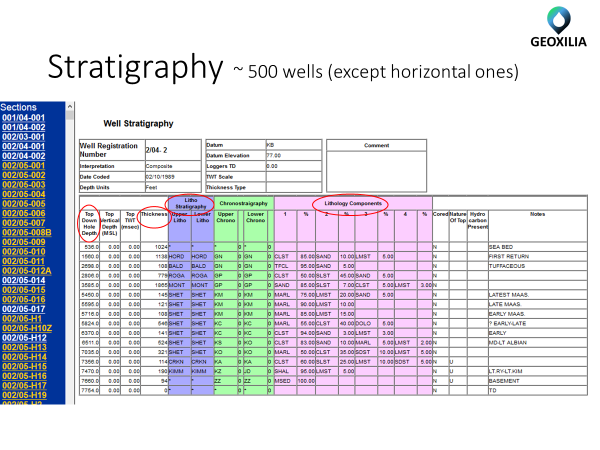 GEOXILIA
Stratigraphy ~ 500 wells (except horizontal ones)
Sections
001/04-001
001/04-002
002/03-001
002/04-001
002/04-002
002/05-001
002/05-002
002/05-003
002/05-004
002/05-005
002/05-006
002/05-007
002/05-008B
002/05-009
002/05-010
002/05-011
002/05-012A
002/05-014
002/05-015
002/05-016
002/05-017
002/05-H1
002/05-H10Z
002/05-H12
002/05-H13
002/05-H14
002/05-H15
002/05-H16
002/05-H17
002/05-H19
Well Stratigraphy
Well Registration Number 2/04- 2
Interpretation Composite
Date Coded 02/10/1989
Depth Units Feet
Datum KB
Datum Elevation 77.00
Loggers TD 0.00
TWT Scale
Thickness Type
Comment
Litho Stratigraphy Chronostraigraphy Lithology Components
Top Down Hole Depth Top Vertical Depth (MSL) Top TWT (msec) Thickness Upper Litho Lower Litho Upper Chrono Lower Chrono 1 % 2 % 3 % 4 % Cored Nature Of Top Hydro carbon Present Notes
536.0 0.00 0.00 1024 * * * 0 * 0 N SEA BED
1560.0 0.00 0.00 1138 HORD HORD GN 0 GN 0 CLST 85.00 SAND 10.00 LMST 5.00 N FIRST RETURN
2698.0 0.00 0.00 108 BALD BALD GN 0 GN 0 TFCL 95.00 SAND 5.00 N TUFFACEOUS
2806.0 0.00 0.00 779 ROGA ROGA GP 0 GP 0 CLST 50.00 SLST 45.00 SAND 5.00 N
3585.0 0.00 0.00 1865 MONT MONT GP 0 GP 0 SAND 85.00 SLST 7.00 CLST 5.00 LMST 3.00 N
5450.0 0.00 0.00 145 SHET SHET KM 0 KM 0 MARL 75.00 LMST 20.00 SAND 5.00 N LATEST MAAS.
5595.0 0.00 0.00 121 SHET SHET KM 0 KM 0 MARL 90.00 LMST 10.00 N LATE MAAS.
5716.0 0.00 0.00 108 SHET SHET KM 0 KM 0 MARL 85.00 LMST 15.00 N EARLY MAAS.
5824.0 0.00 0.00 546 SHET SHET KC 0 KC 0 MARL 55.00 CLST 40.00 DOLO 5.00 N ? EARLY-LATE
6370.0 0.00 0.00 141 SHET SHET KC 0 KC 0 CLST 94.00 SAND 3.00 LMST 3.00 N EARLY
6511.0 0.00 0.00 524 SHET SHET KS 0 KO 0 CLST 83.00 SAND 10.00 MARL 5.00 LMST 2.00 N MD-LT ALBIAN
7035.0 0.00 0.00 321 SHET SHET KO 0 KO 0 MARL 50.00 CLST 35.00 SDST 10.00 LMST 5.00 N
7356.0 0.00 0.00 114 CRKN CRKN KA 0 KA 0 CLST 60.00 SLST 25.00 LMST 10.00 SDST 5.00 N U
7470.0 0.00 0.00 190 KIMM KIMM KZ 0 JD 0 SHAL 95.00 LMST 5.00 N LT.RY-LT.KIM
7660.0 0.00 0.00 94 * * ZZ 0 ZZ 0 MSED 100.00 N U BASEMENT
7754.0 0.00 0.00 0 * * * 0 * 0 N TD